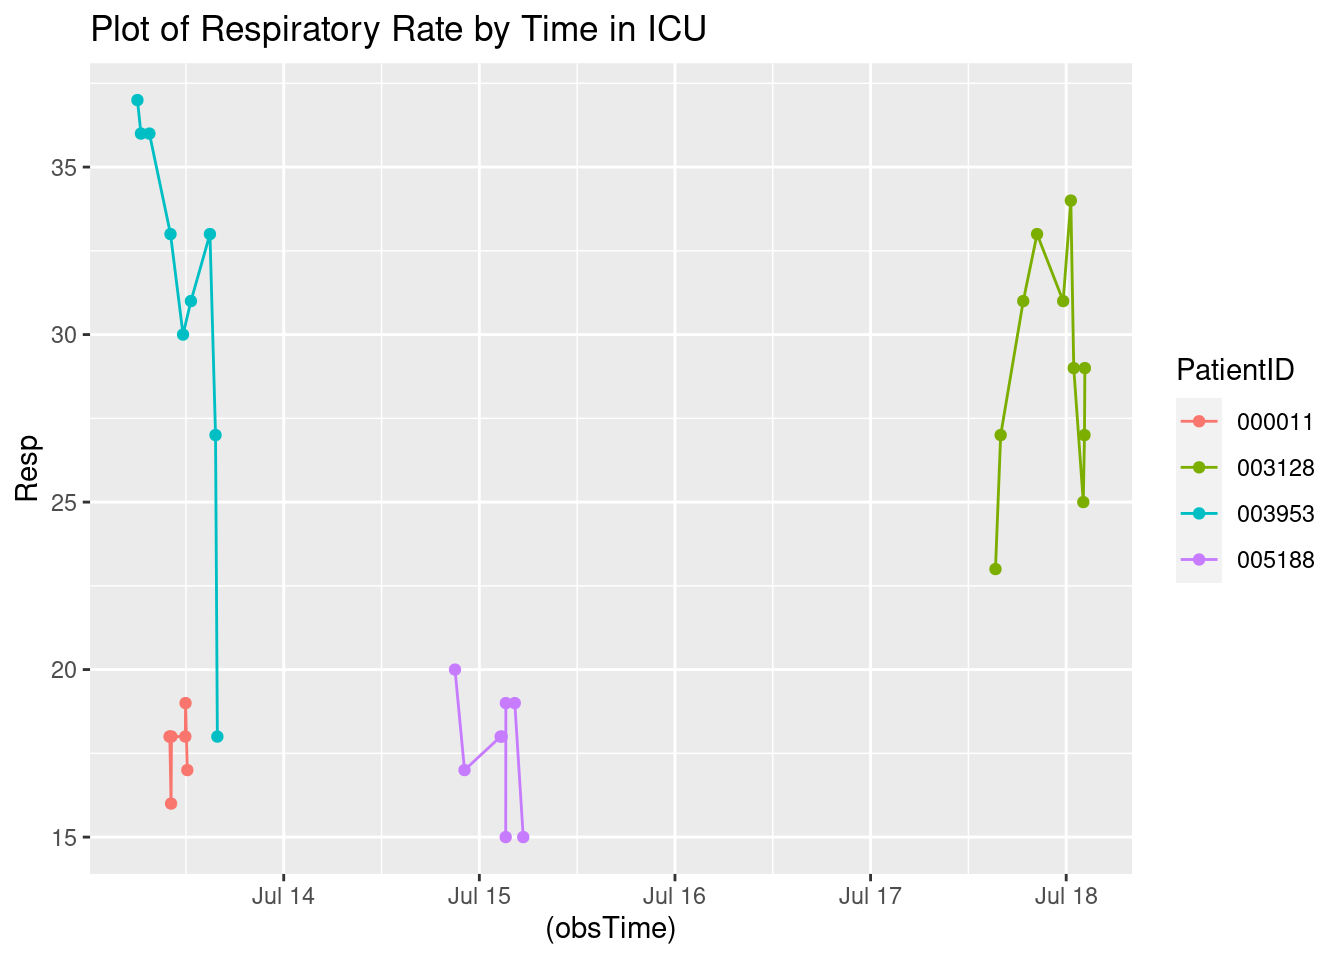 Plot of Respiratory Rate by Time in ICU
35
30
25
20
15
Resp
Jul 14
Jul 15
Jul 16
Jul 17
Jul 18
(obsTime)
PatientID
000011
003128
003953
005188